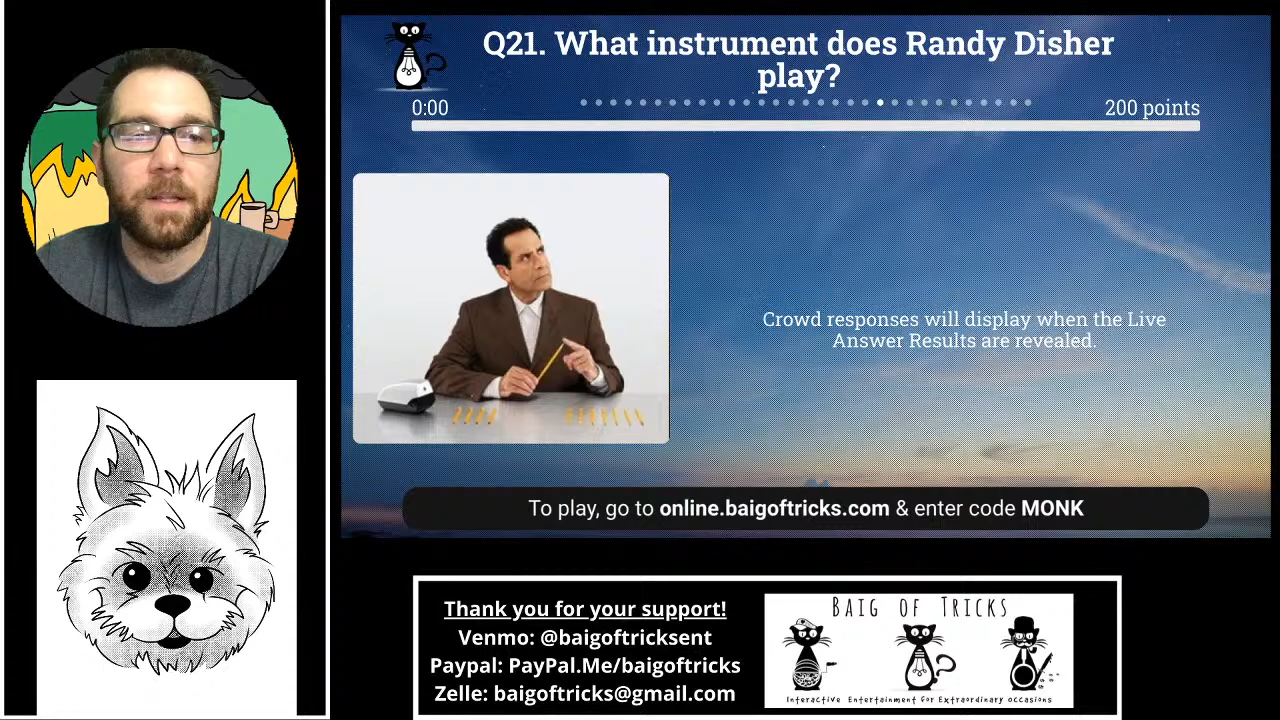 Q21. What instrument does Randy Disher
play?
0:00
200 points
Crowd responses will display when the Live
Answer Results are revealed.
To play, go to online.baigoftricks.com & enter code MONK
Thank you for your support!
Venmo: @baigoftricksent
Paypal: PayPal.Me/baigoftricks
Zelle: baigoftricks@gmail.com
BAIG OF TRICKS
Interactive Entertainment for Extraordinary occasions